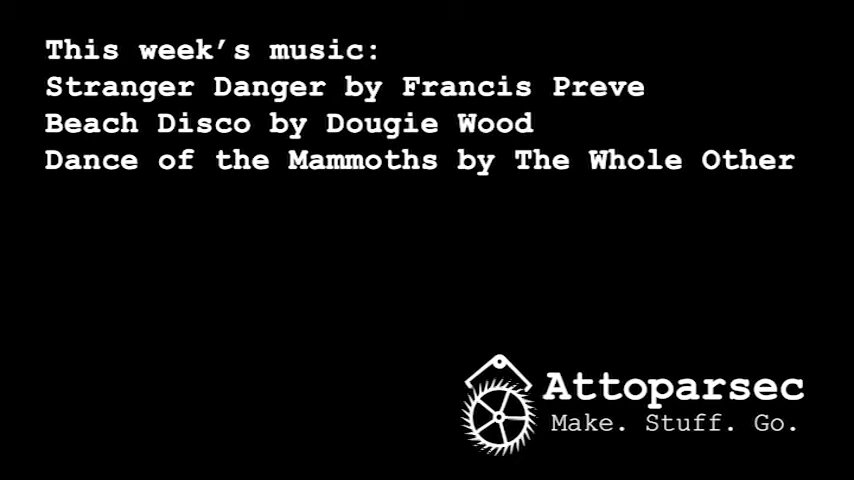 This week's music:
Stranger Danger by Francis Preve
Beach Disco by Dougie Wood
Dance of the Mammoths by The Whole Other
Attoparsec
Make. Stuff. Go.